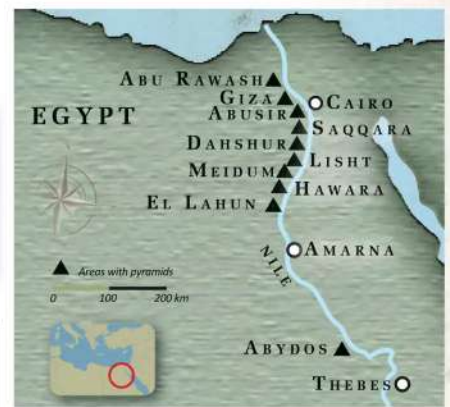 ABU RAWASH
GIZA
CAIRO
ABUSIR
EGYPT
SAQQARA
DAHSHUR
LISHT
MEIDUM
HAWARA
EL LAHUN
AMARNA
NILE
Areas with pyramids
0 100 200 km
ABYDOS
THEBES